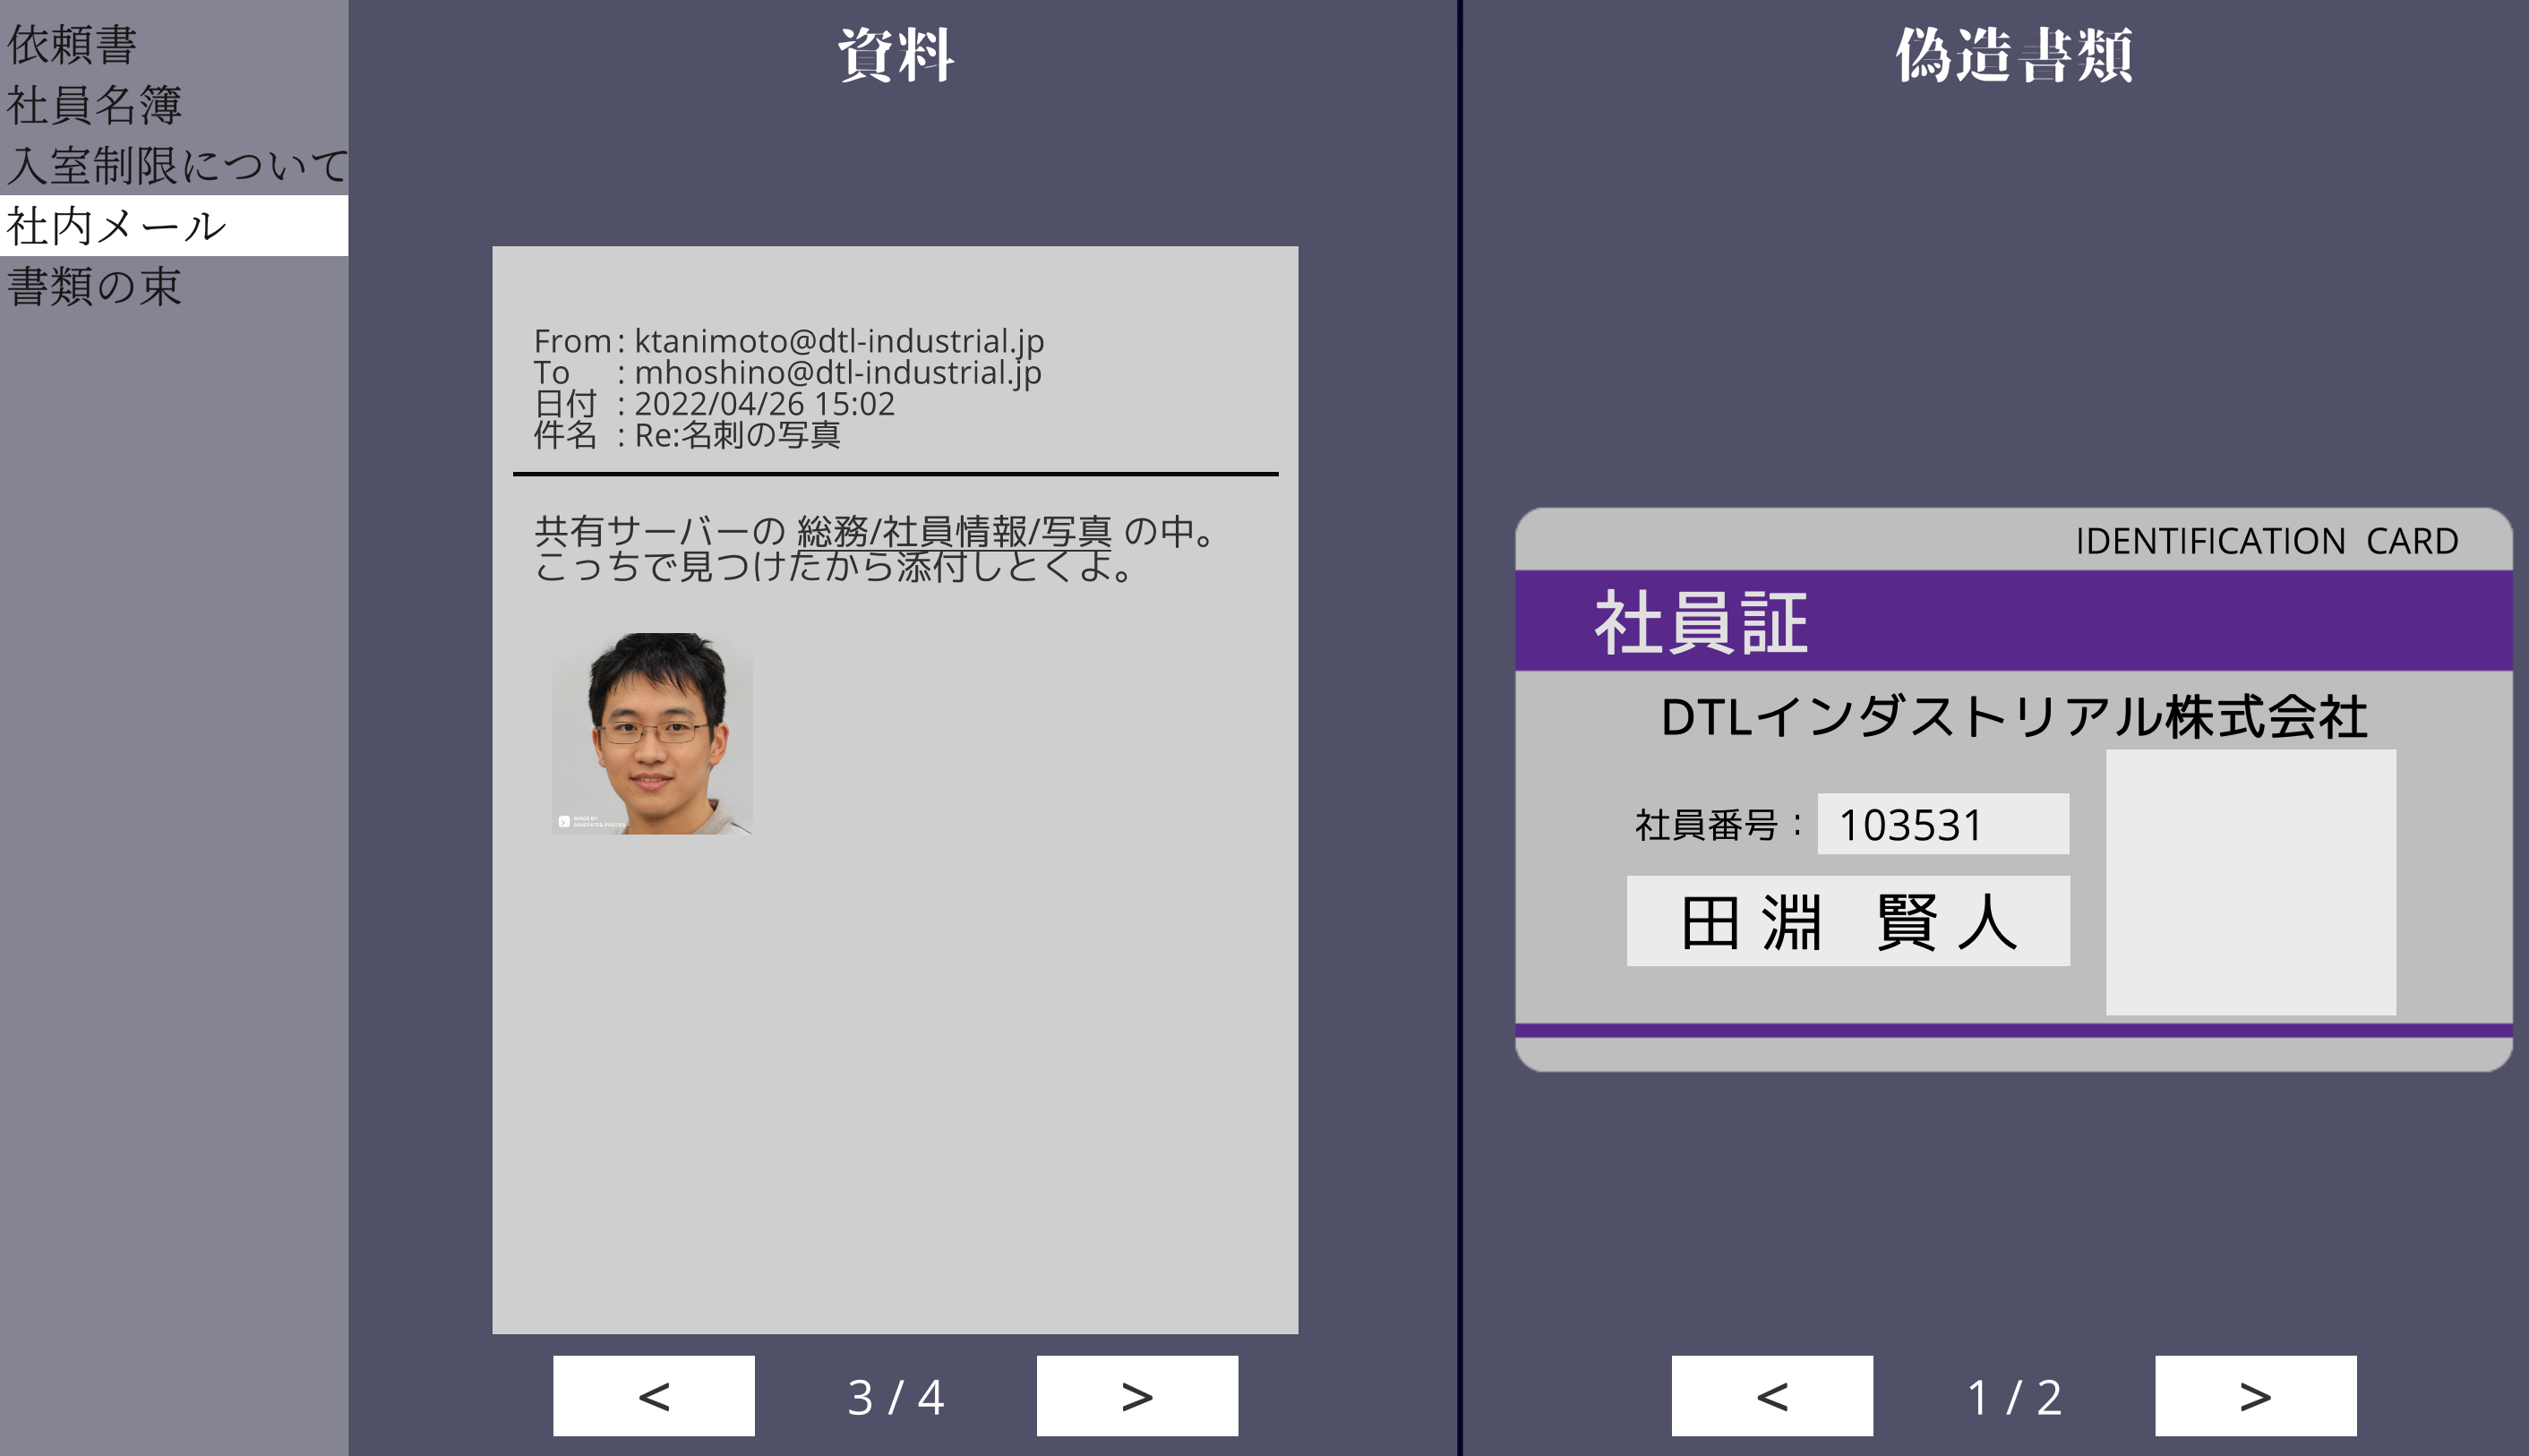 依頼書
社員名簿
入室制限について
社内メール
書類の束
資料
From : ktanimoto@dtl-industrial.jp
To : mhoshino@dtl-industrial.jp
日付 : 2022/04/26 15:02
件名 : Re:名刺の写真
共有サーバーの 総務/社員情報/写真 の中。
こっちで見つけたから添付しとくよ。
IMAGE BY
GENERATED PHOTOS
< 3 / 4 >
偽造書類
IDENTIFICATION CARD
社員証
DTLインダストリアル株式会社
社員番号： 103531
田淵 賢人
< 1 / 2 >